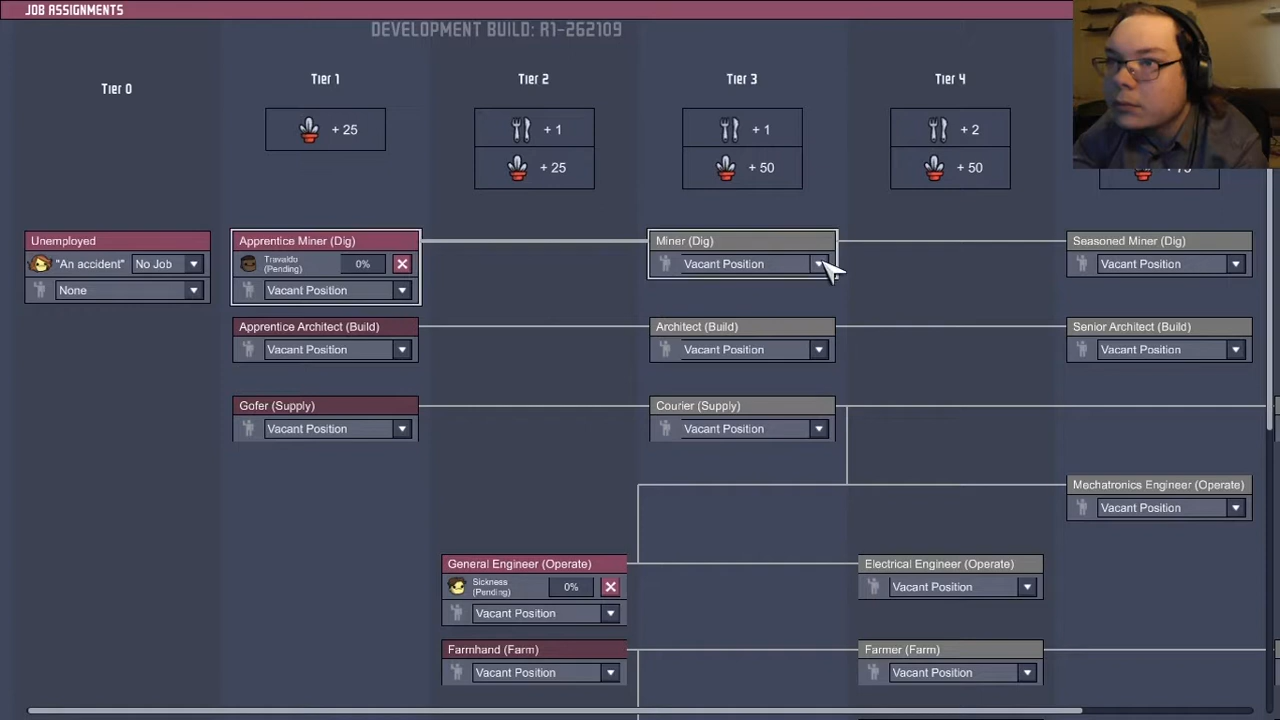 JOB ASSIGNMENTS
DEVELOPMENT BUILD: R1-262109
Tier 0
Tier 1
Tier 2
Tier 3
Tier 4
+ 25
+ 1
+ 1
+ 2
+ 25
+ 50
+ 50
Unemployed
"An accident" No Job
None
Apprentice Miner (Dig)
Travaldo
(Pending)
0%
Vacant Position
Miner (Dig)
Vacant Position
Seasoned Miner (Dig)
Vacant Position
Apprentice Architect (Build)
Vacant Position
Architect (Build)
Vacant Position
Senior Architect (Build)
Vacant Position
Gofer (Supply)
Vacant Position
Courier (Supply)
Vacant Position
Mechatronics Engineer (Operate)
Vacant Position
General Engineer (Operate)
Sickness
(Pending)
0%
Vacant Position
Electrical Engineer (Operate)
Vacant Position
Farmhand (Farm)
Vacant Position
Farmer (Farm)
Vacant Position